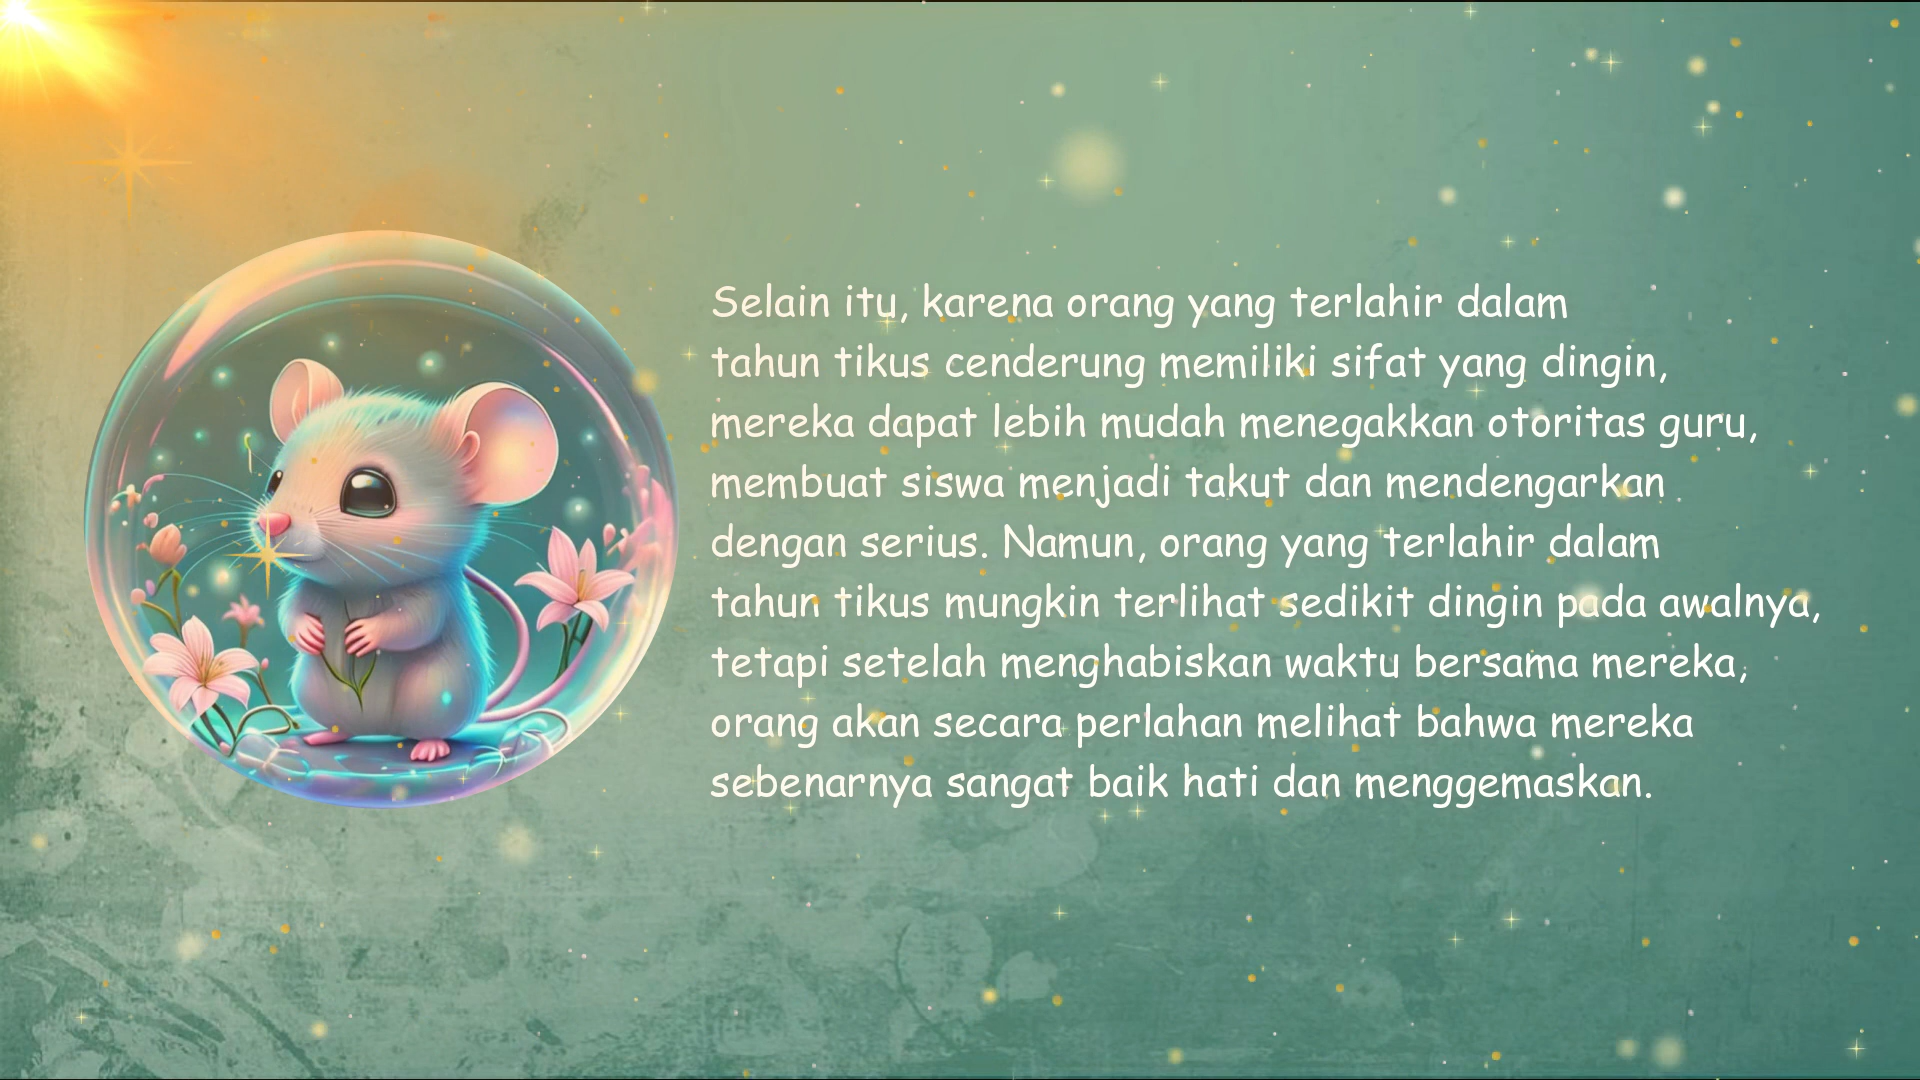 Selain itu, karena orang yang terlahir dalam
tahun tikus cenderung memiliki sifat yang dingin,
mereka dapat lebih mudah menegakkan otoritas guru,
membuat siswa menjadi takut dan mendengarkan
dengan serius. Namun, orang yang terlahir dalam
tahun tikus mungkin terlihat sedikit dingin pada awalnya,
tetapi setelah menghabiskan waktu bersama mereka,
orang akan secara perlahan melihat bahwa mereka
sebenarnya sangat baik hati dan menggemaskan.